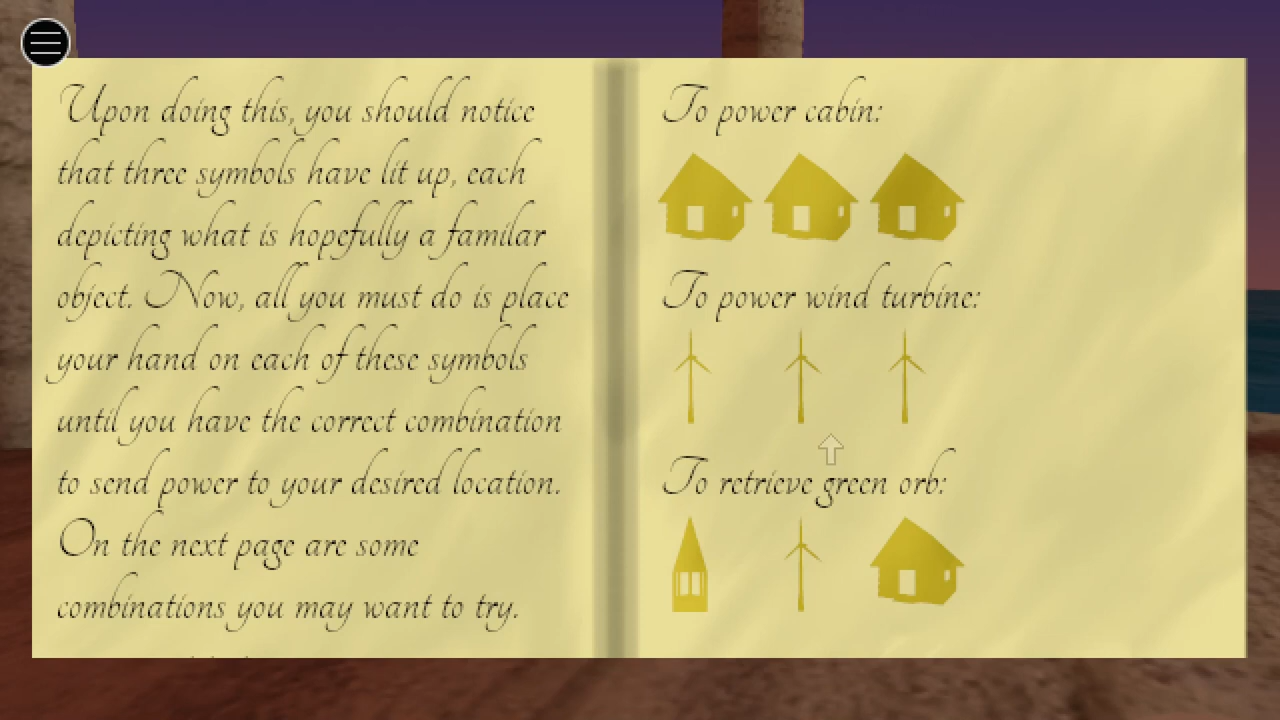 Upon doing this, you should notice
that three symbols have lit up, each
depicting what is hopefully a familar
object. Now, all you must do is place
your hand on each of these symbols
until you have the correct combination
to send power to your desired location.
On the next page are some
combinations you may want to try.
To power cabin:
To power wind turbine:
To retrieve green orb: